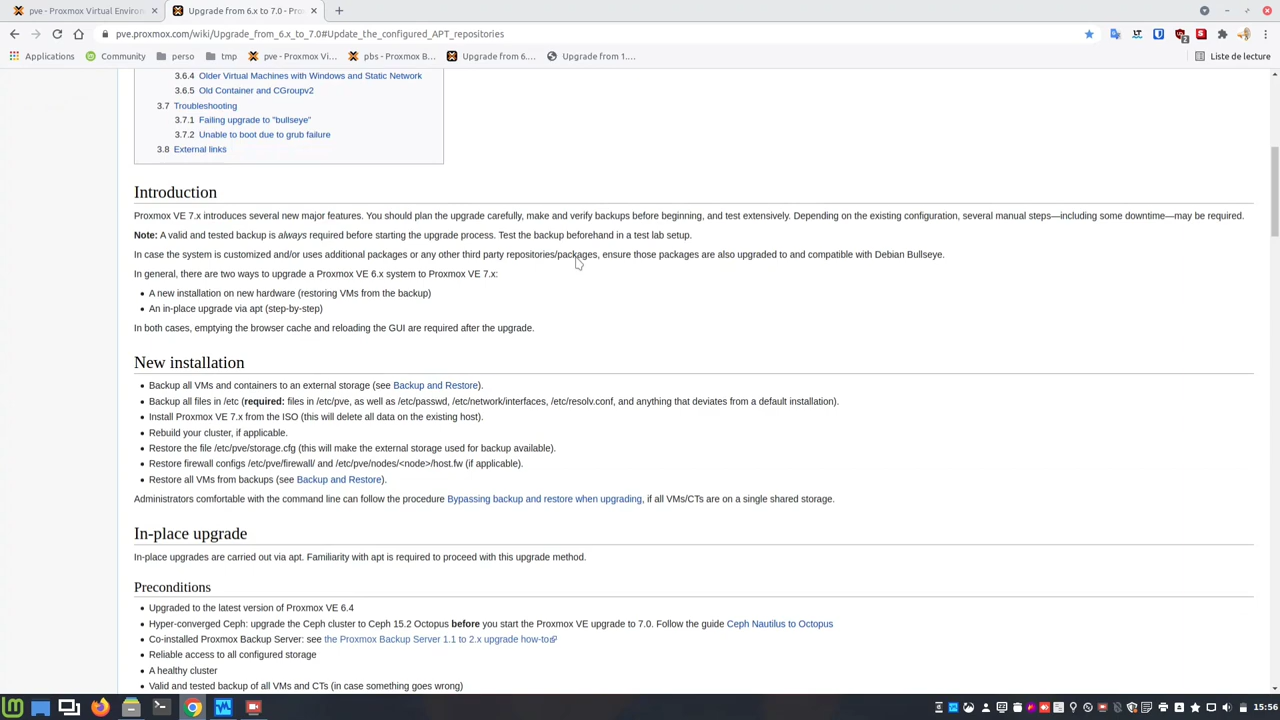 pve - Proxmox Virtual Environ
Upgrade from 6.x to 7.0 - Pro
pve.proxmox.com/wiki/Upgrade_from_6.x_to_7.0#Update_the_configured_APT_repositories
Applications
Community
perso
tmp
pve - Proxmox Vi...
pbs - Proxmox B...
Upgrade from 6....
Upgrade from 1....
Liste de lecture
3.6.4 Older Virtual Machines with Windows and Static Network
3.6.5 Old Container and CGroupv2
3.7 Troubleshooting
3.7.1 Failing upgrade to "bullseye"
3.7.2 Unable to boot due to grub failure
3.8 External links
Introduction
Proxmox VE 7.x introduces several new major features. You should plan the upgrade carefully, make and verify backups before beginning, and test extensively. Depending on the existing configuration, several manual steps—including some downtime—may be required.
Note: A valid and tested backup is always required before starting the upgrade process. Test the backup beforehand in a test lab setup.
In case the system is customized and/or uses additional packages or any other third party repositories/packages, ensure those packages are also upgraded to and compatible with Debian Bullseye.
In general, there are two ways to upgrade a Proxmox VE 6.x system to Proxmox VE 7.x:
• A new installation on new hardware (restoring VMs from the backup)
• An in-place upgrade via apt (step-by-step)
In both cases, emptying the browser cache and reloading the GUI are required after the upgrade.
New installation
• Backup all VMs and containers to an external storage (see Backup and Restore).
• Backup all files in /etc (required: files in /etc/pve, as well as /etc/passwd, /etc/network/interfaces, /etc/resolv.conf, and anything that deviates from a default installation).
• Install Proxmox VE 7.x from the ISO (this will delete all data on the existing host).
• Rebuild your cluster, if applicable.
• Restore the file /etc/pve/storage.cfg (this will make the external storage used for backup available).
• Restore firewall configs /etc/pve/firewall/ and /etc/pve/nodes/<node>/host.fw (if applicable).
• Restore all VMs from backups (see Backup and Restore).
Administrators comfortable with the command line can follow the procedure Bypassing backup and restore when upgrading, if all VMs/CTs are on a single shared storage.
In-place upgrade
In-place upgrades are carried out via apt. Familiarity with apt is required to proceed with this upgrade method.
Preconditions
• Upgraded to the latest version of Proxmox VE 6.4
• Hyper-converged Ceph: upgrade the Ceph cluster to Ceph 15.2 Octopus before you start the Proxmox VE upgrade to 7.0. Follow the guide Ceph Nautilus to Octopus
• Co-installed Proxmox Backup Server: see the Proxmox Backup Server 1.1 to 2.x upgrade how-to
• Reliable access to all configured storage
• A healthy cluster
• Valid and tested backup of all VMs and CTs (in case something goes wrong)
15:56